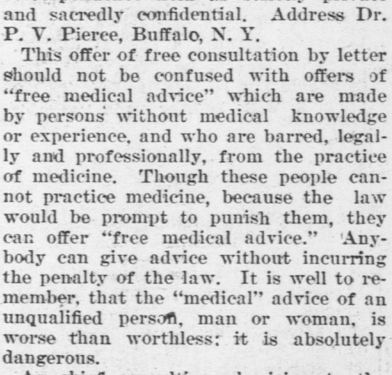 and sacredly confidential. Address Dr.
P. V. Pierce, Buffalo, N. Y.
This offer of free consultation by letter
should not be confused with offers of
“free medical advice” which are made
by persons without medical knowledge
or experience, and who are barred, legal-
ly and professionally, from the practice
of medicine. Though these people can-
not practice medicine, because the law
would be prompt to punish them, they
can offer “free medical advice.” Any-
body can give advice without incurring
the penalty of the law. It is well to re-
member, that the “medical” advice of an
unqualified person, man or woman, is
worse than worthless; it is absolutely
dangerous.